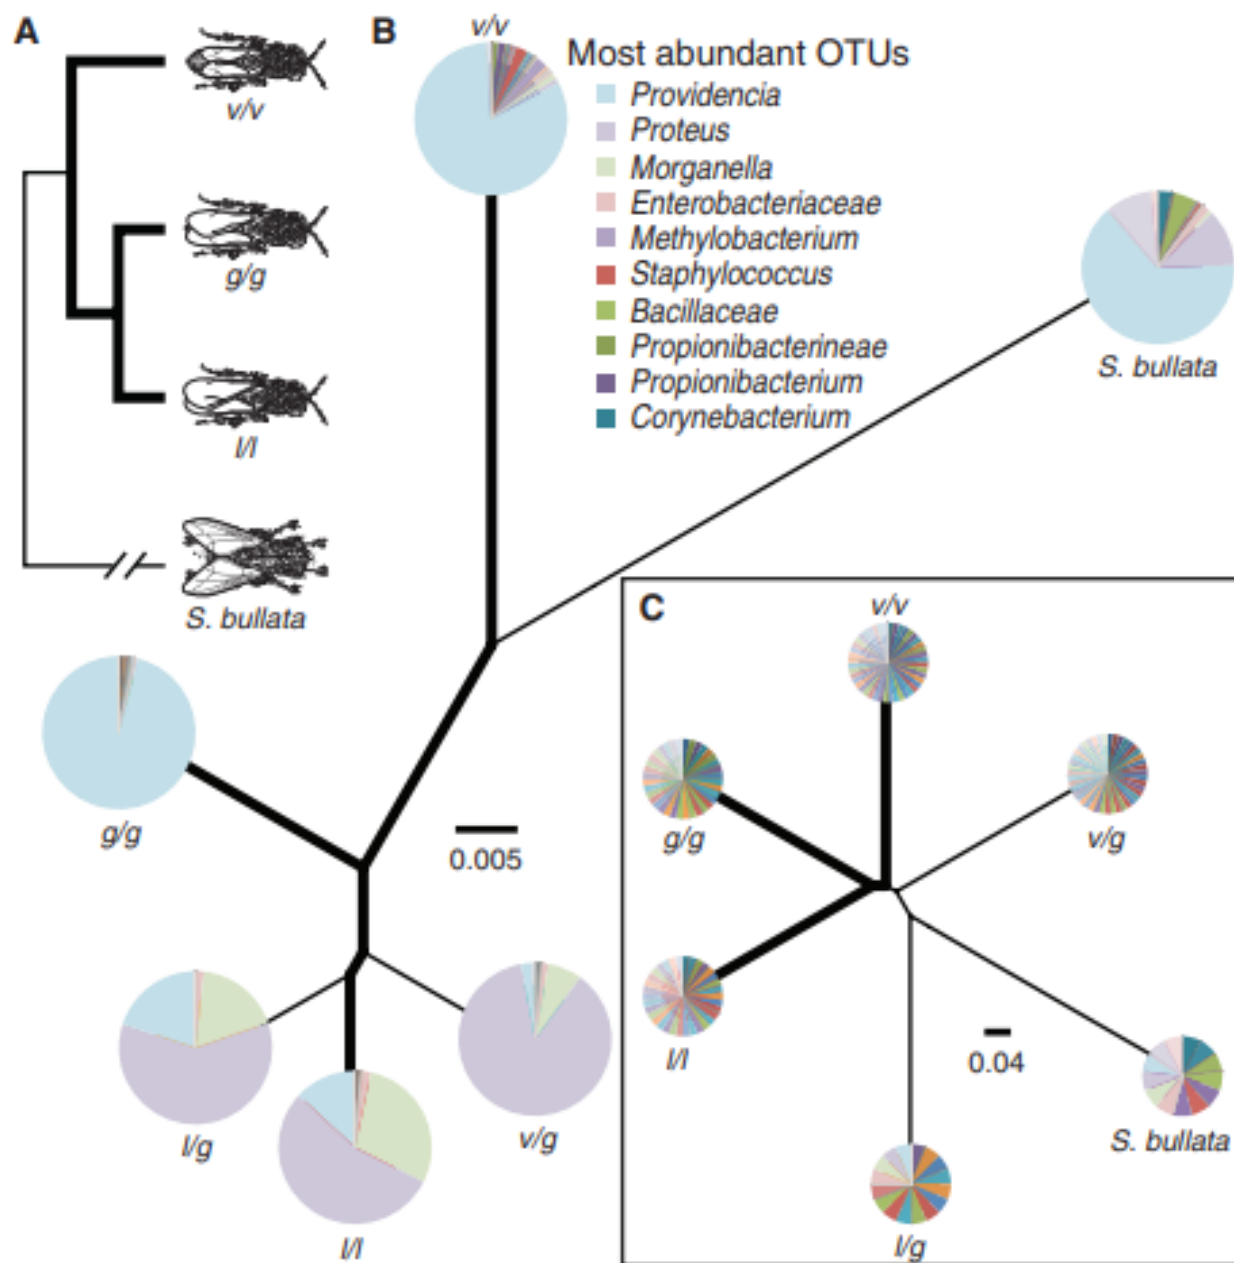 A
v/v
g/g
l/l
S. bullata
B
v/v
Most abundant OTUs
Providencia
Proteus
Morganella
Enterobacteriaceae
Methylobacterium
Staphylococcus
Bacillaceae
Propionibacterineae
Propionibacterium
Corynebacterium
S. bullata
g/g
0.005
l/g
l/l
v/g
C
v/v
g/g
v/g
l/l
0.04
S. bullata
l/g